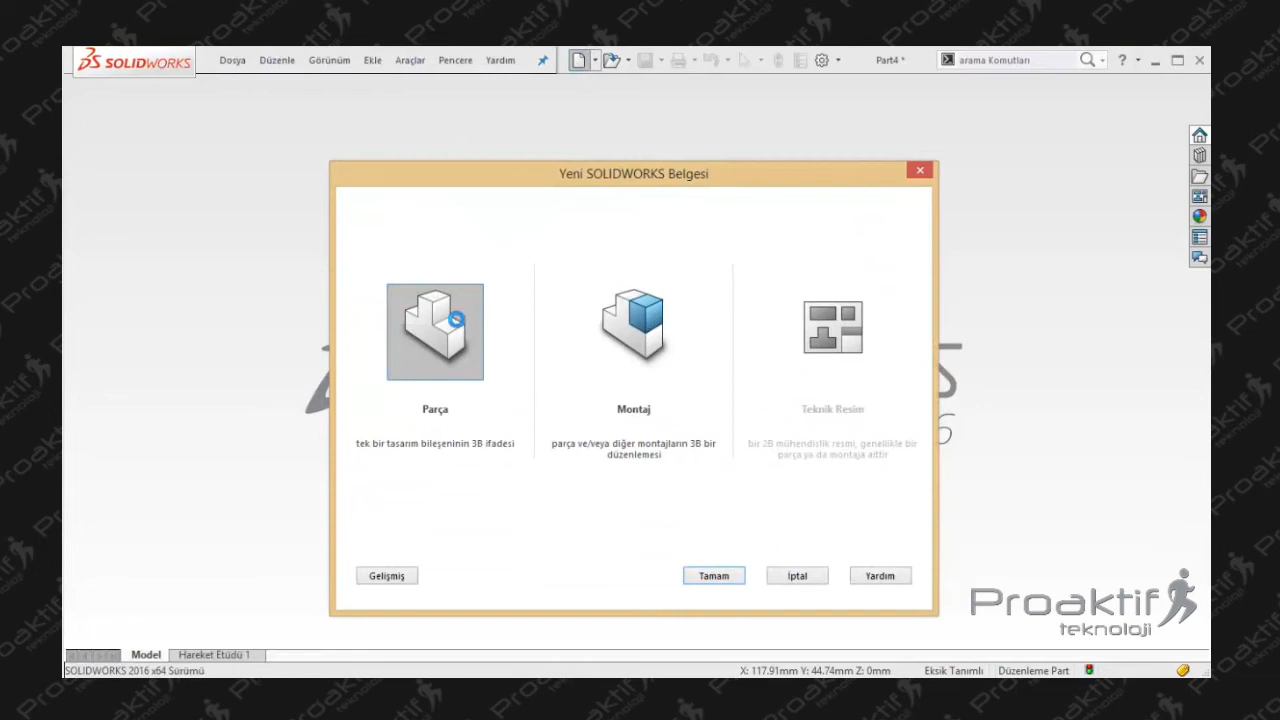 Proaktif
teknoloji
SOLIDWORKS
Dosya Düzenle Görünüm Ekle Araçlar Pencere Yardım
Part4 *
arama Komutları
?
Yeni SOLIDWORKS Belgesi
Parça
Montaj
Teknik Resim
tek bir tasarım bileşeninin 3B ifadesi
parça ve/veya diğer montajların 3B bir
düzenlemesi
bir 2B mühendislik resmi, genellikle bir
parça ya da montaja aittir
Gelişmiş
Tamam
İptal
Yardım
Proaktif
teknoloji
Model
Hareket Etüdü 1
SOLIDWORKS 2016 x64 Sürümü
X: 117.91mm Y: 44.74mm Z: 0mm
Eksik Tanımlı
Düzenleme Part